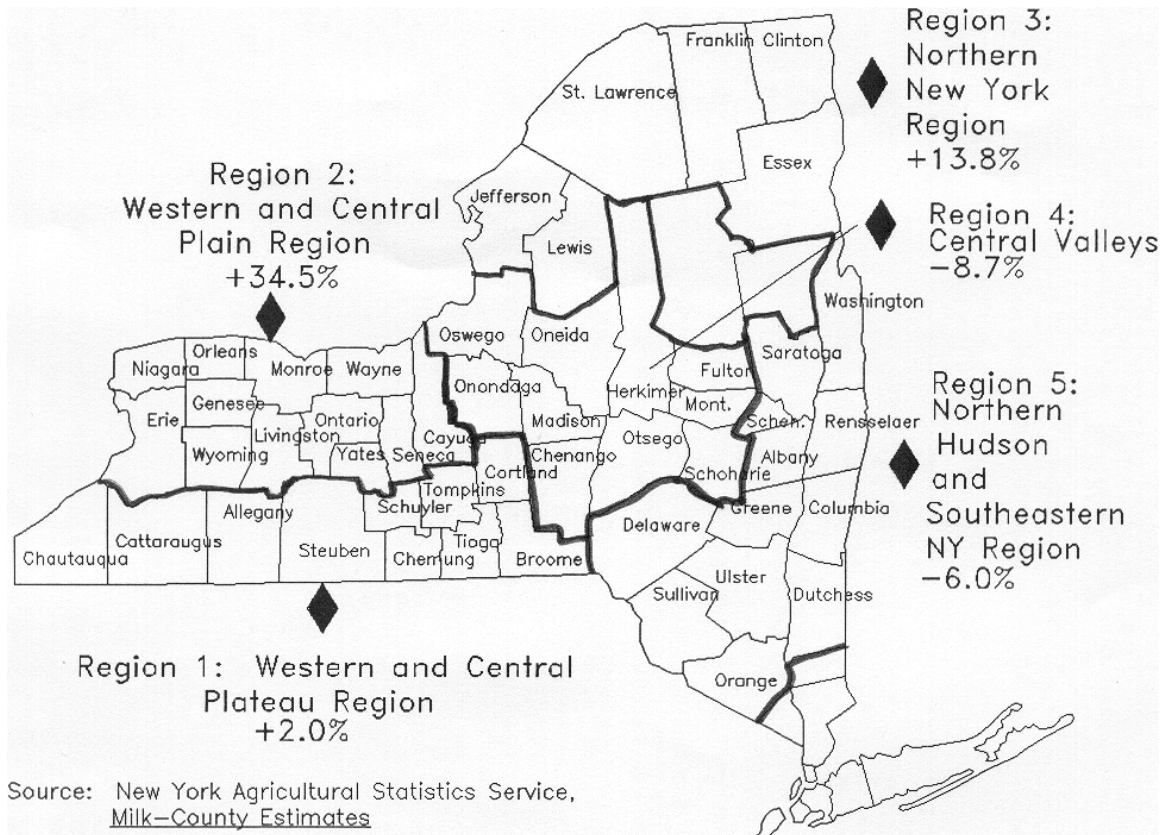 Region 3:
Northern
New York
Region
+13.8%
Region 4:
Central Valleys
−8.7%
Region 5:
Northern
Hudson
and
Southeastern
NY Region
−6.0%
Region 2:
Western and Central
Plain Region
+34.5%
Franklin Clinton
St. Lawrence
Essex
Jefferson
Lewis
Washington
Oswego
Oneida
Saratoga
Niagara
Orleans
Monroe
Wayne
Onondaga
Herkimer
Fulton
Erie
Genesee
Ontario
Madison
Mont.
Rensselaer
Livingston
Cayuga
Otsego
Schen.
Wyoming
Yates
Seneca
Chenango
Albany
Cortland
Schoharie
Tompkins
Schuyler
Greene
Columbia
Allegany
Delaware
Cattaraugus
Steuben
Tioga
Chautauqua
Chemung
Broome
Ulster
Sullivan
Dutchess
Orange
Region 1: Western and Central
Plateau Region
+2.0%
Source: New York Agricultural Statistics Service,
Milk−County Estimates